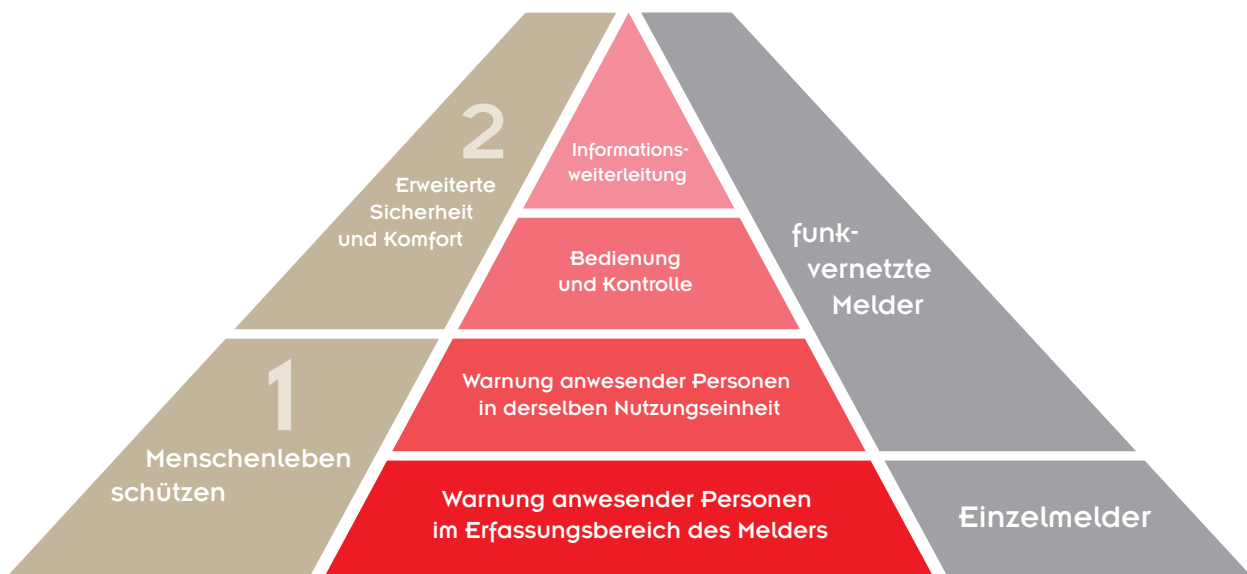 2
Erweiterte
Sicherheit
und Komfort
1
Menschenleben
schützen
Informations-
weiterleitung
Bedienung
und Kontrolle
Warnung anwesender Personen
in derselben Nutzungseinheit
Warnung anwesender Personen
im Erfassungsbereich des Melders
funk-
vernetzte
Melder
Einzelmelder